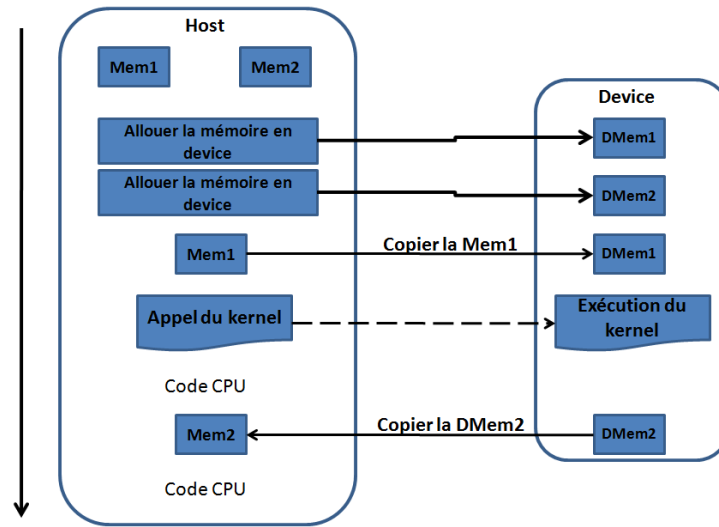 Host
Mem1
Mem2
Device
Allouer la mémoire en
device
DMem1
Allouer la mémoire en
device
DMem2
Mem1
Copier la Mem1
DMem1
Appel du kernel
Exécution du
kernel
Code CPU
Mem2
Copier la DMem2
DMem2
Code CPU